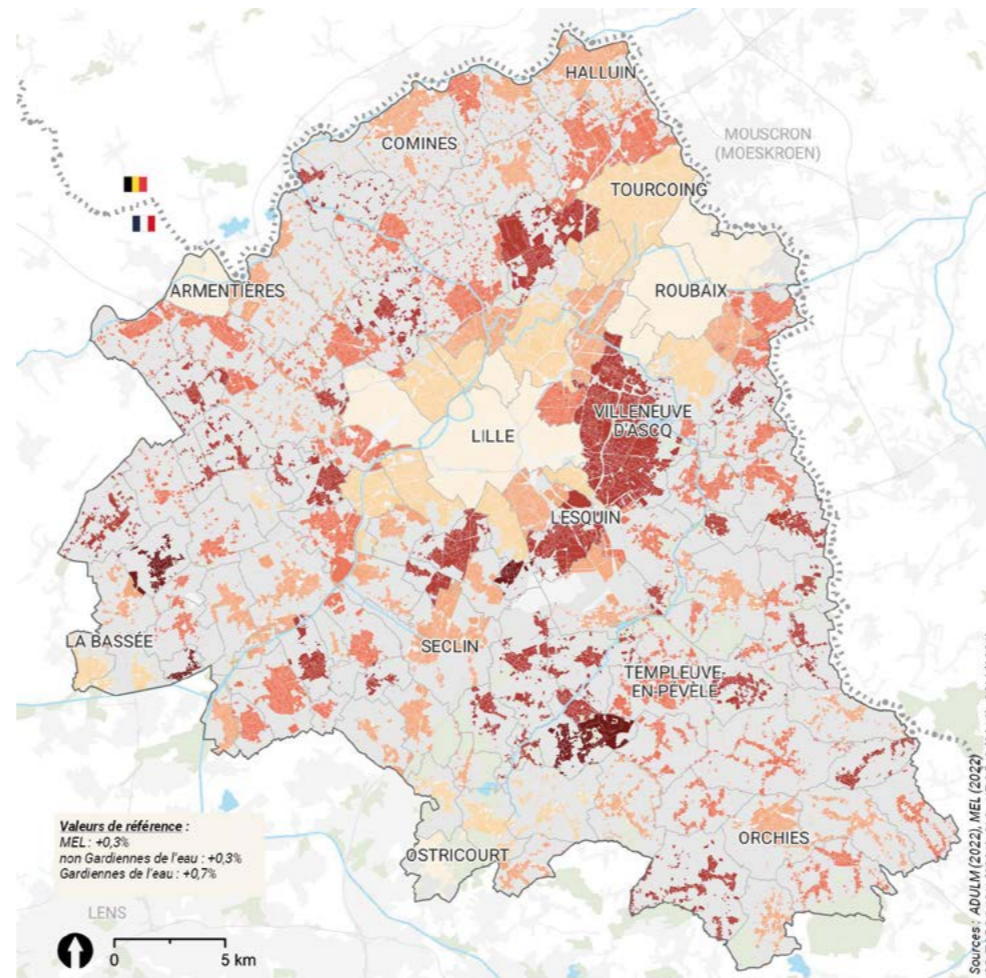 HALLUIN
COMINES
MOUSCRON
(MOESKROEN)
TOURCOING
ARMENTIÈRES
ROUBAIX
VILLENEUVE
D'ASCQ
LILLE
LESQUIN
LA BASSÉE
SECLIN
TEMPLEUVE-
EN-PÉVÈLE
Valeurs de référence :
MEL : +0,3%
non Gardiennes de l'eau : +0,3%
Gardiennes de l'eau : +0,7%
OSTRICOURT
ORCHIES
LENS
0
5 km
Sources : ADULM (2022), MEL (2022)